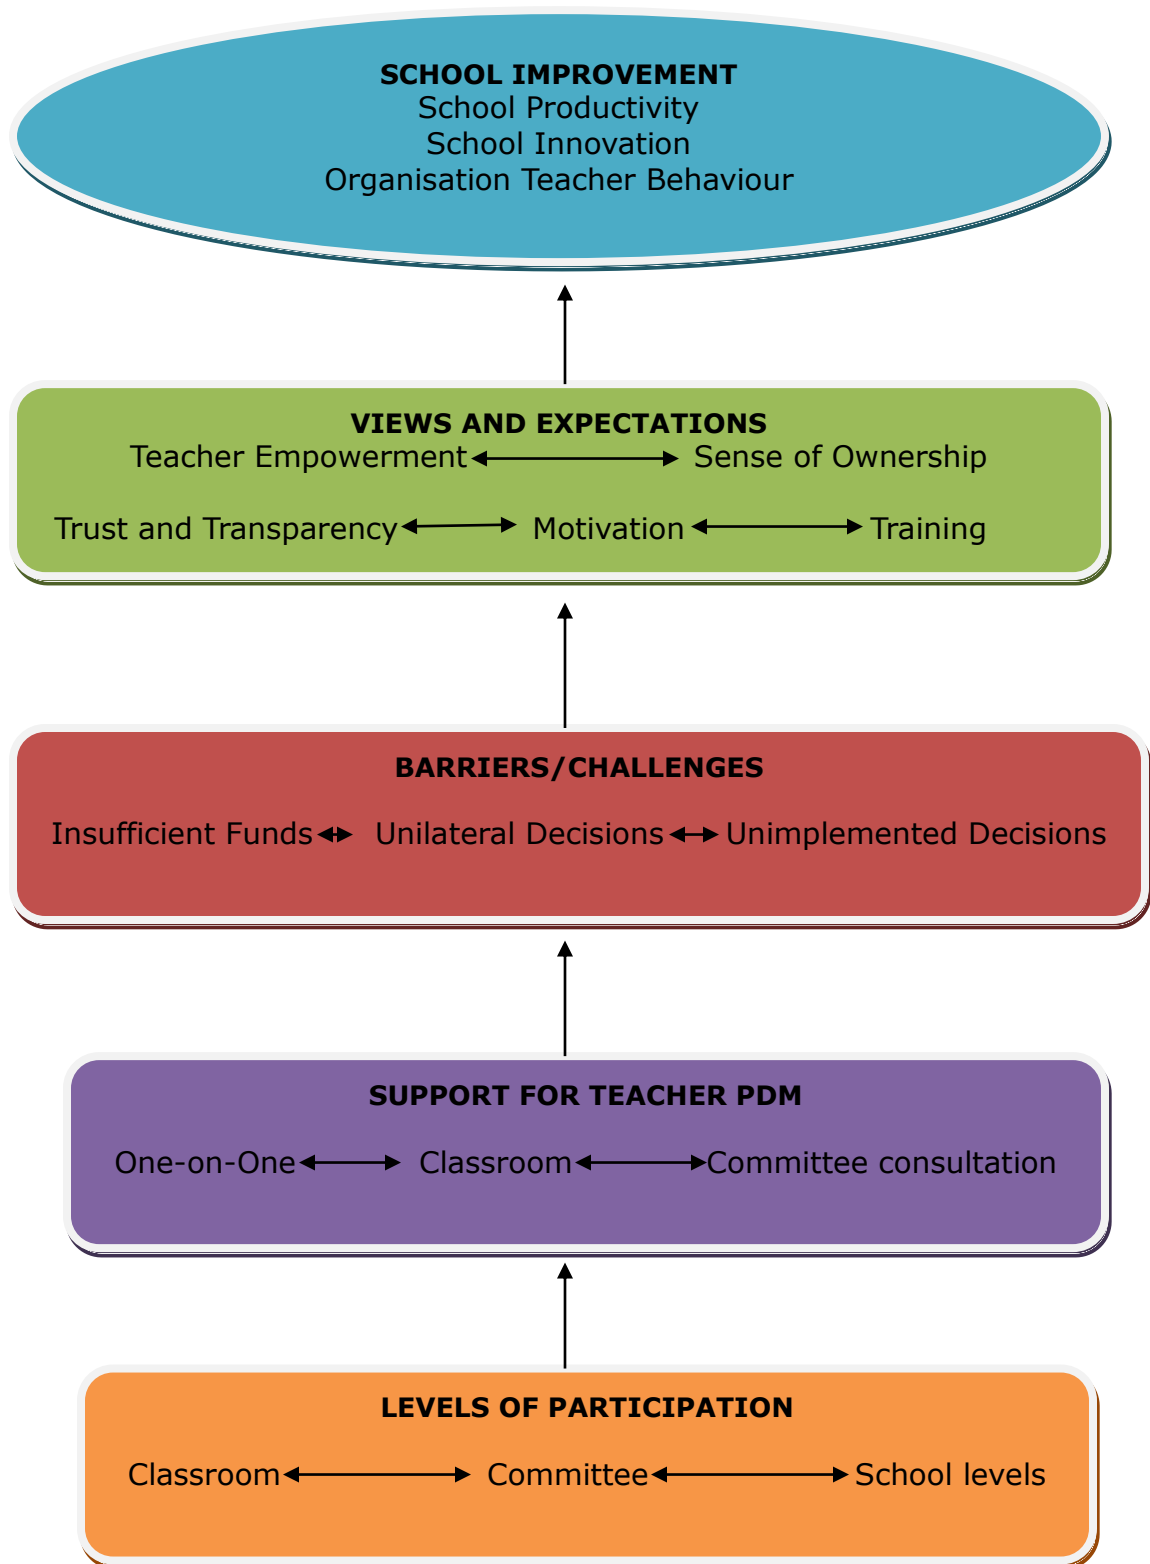 SCHOOL IMPROVEMENT
School Productivity
School Innovation
Organisation Teacher Behaviour
VIEWS AND EXPECTATIONS
Teacher Empowerment Sense of Ownership
Trust and Transparency Motivation Training
BARRIERS/CHALLENGES
Insufficient Funds Unilateral Decisions Unimplemented Decisions
SUPPORT FOR TEACHER PDM
One-on-One Classroom Committee consultation
LEVELS OF PARTICIPATION
Classroom Committee School levels